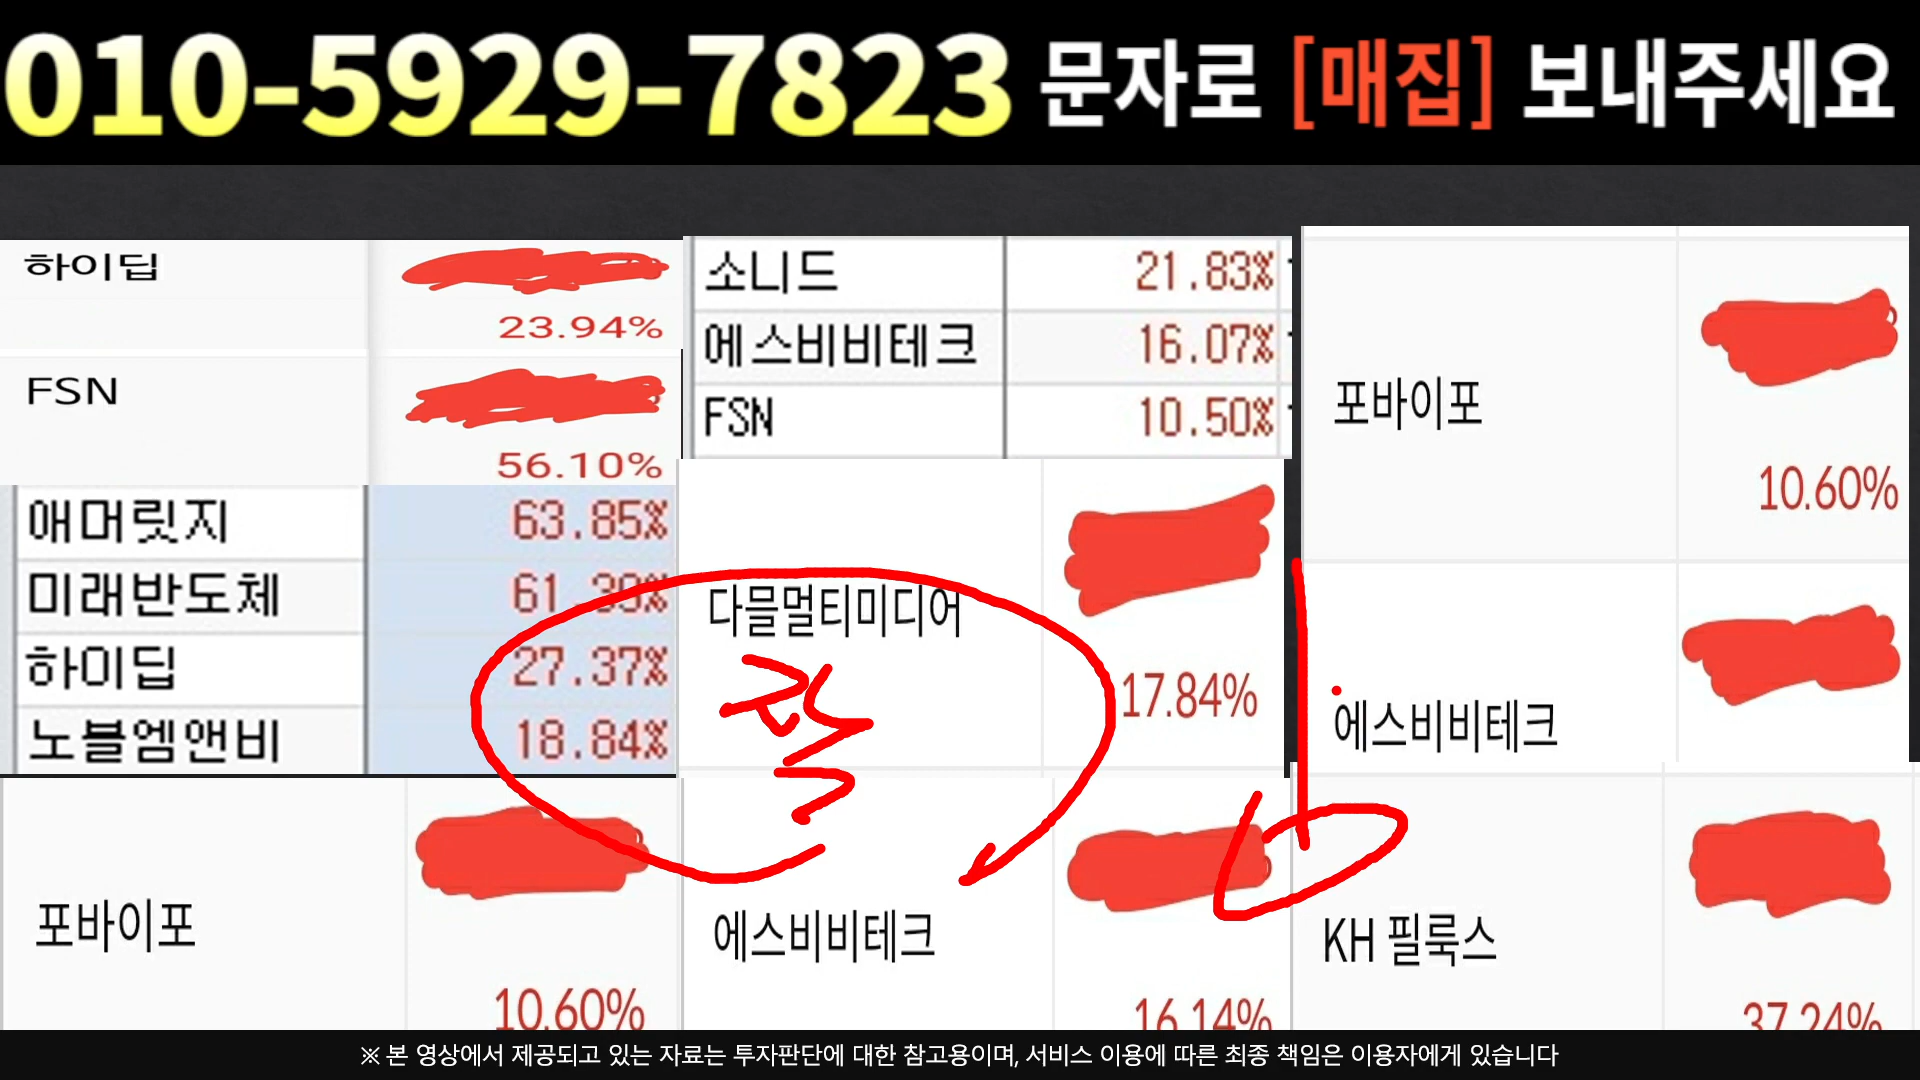 010-5929-7823 문자로 [매집] 보내주세요
하이딥
23.94%
FSN
56.10%
애머릿지 63.85%
미래반도체 61.39%
하이딥 27.37%
노블엠앤비 18.84%
소니드 21.83%
에스비비테크 16.07%
FSN 10.50%
다믈멀티미디어
17.84%
포바이포
10.60%
에스비비테크
포바이포
10.60%
에스비비테크
16.14%
KH 필룩스
37.24%
※ 본 영상에서 제공되고 있는 자료는 투자판단에 대한 참고용이며, 서비스 이용에 따른 최종 책임은 이용자에게 있습니다